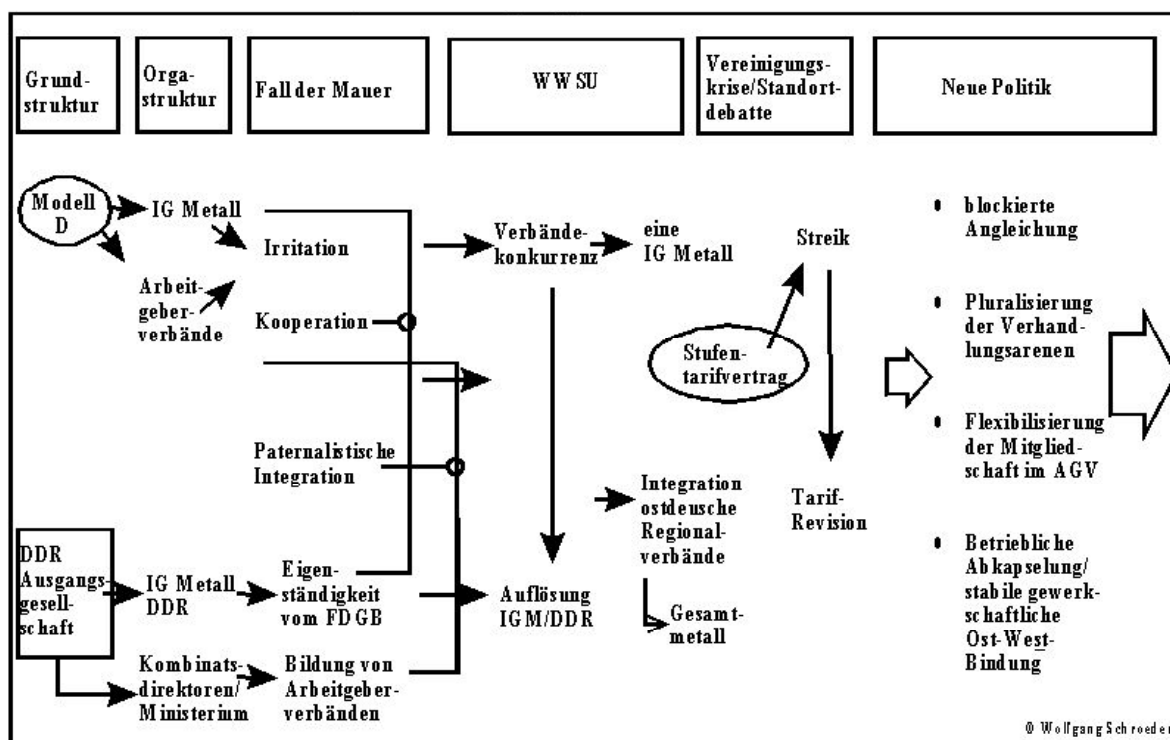 Grund-
struktur
Orga-
struktur
Fall der Mauer
WWSU
Vereinigungs-
krise/Standort-
debatte
Neue Politik
Modell
D
IG Metall
Arbeit-
geber-
verbände
Irritation
Kooperation
Paternalistische
Integration
Verbände-
konkurrenz
eine
IG Metall
Streik
Stufen-
tarifvertrag
Tarif-
Revision
Integration
ostdeusche
Regional-
verbände
Gesamt-
metall
DDR
Ausgangs-
gesell-
schaft
IG Metall
DDR
Eigen-
ständigkeit
vom FDGB
Auflösung
IGM/DDR
Kombinats-
direktoren/
Ministerium
Bildung von
Arbeitgeber-
verbänden
• blockierte
Angleichung
• Pluralisierung
der Verhand-
lungsarenen
• Flexibilisierung
der Mitglied-
schaft im AGV
• Betriebliche
Abkapselung/
stabile gewerk-
schaftliche
Ost-West-
Bindung
© Wolfgang Schroeder